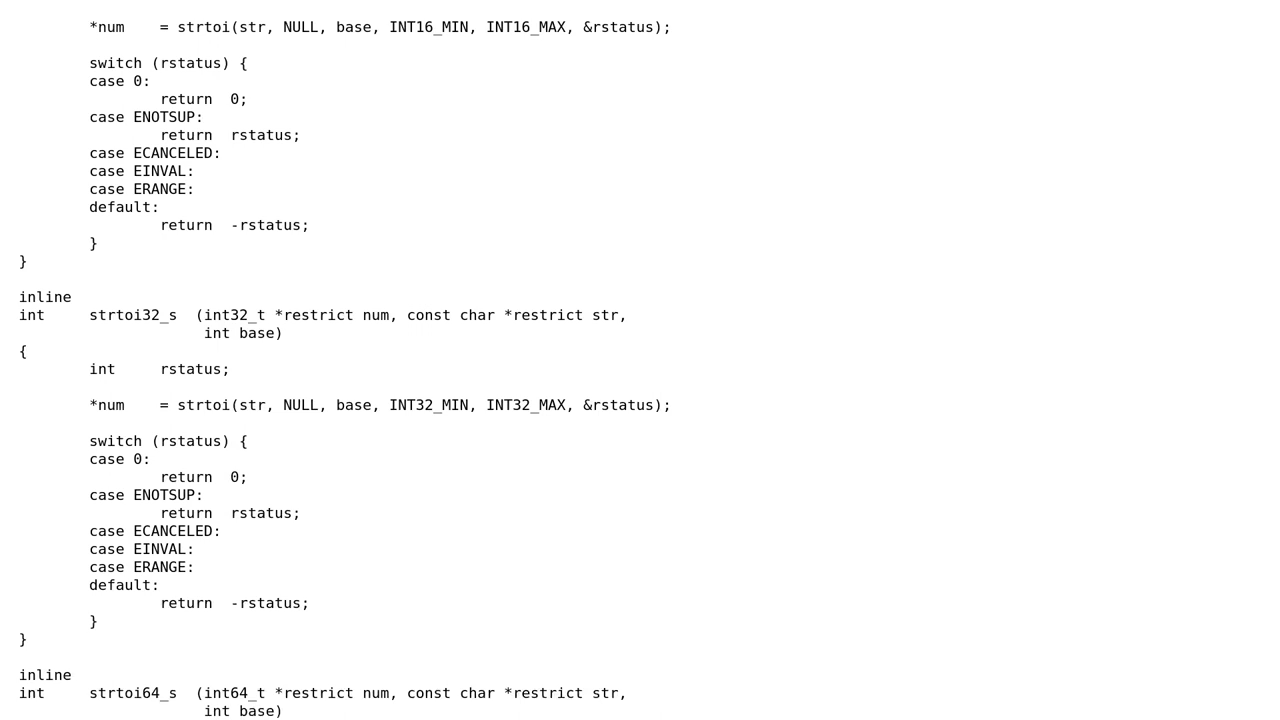 *num    = strtoi(str, NULL, base, INT16_MIN, INT16_MAX, &rstatus);
switch (rstatus) {
case 0:
return  0;
case ENOTSUP:
return  rstatus;
case ECANCELED:
case EINVAL:
case ERANGE:
default:
return  -rstatus;
}
}
inline
int     strtoi32_s  (int32_t *restrict num, const char *restrict str,
int base)
{
int     rstatus;
*num    = strtoi(str, NULL, base, INT32_MIN, INT32_MAX, &rstatus);
switch (rstatus) {
case 0:
return  0;
case ENOTSUP:
return  rstatus;
case ECANCELED:
case EINVAL:
case ERANGE:
default:
return  -rstatus;
}
}
inline
int     strtoi64_s  (int64_t *restrict num, const char *restrict str,
int base)